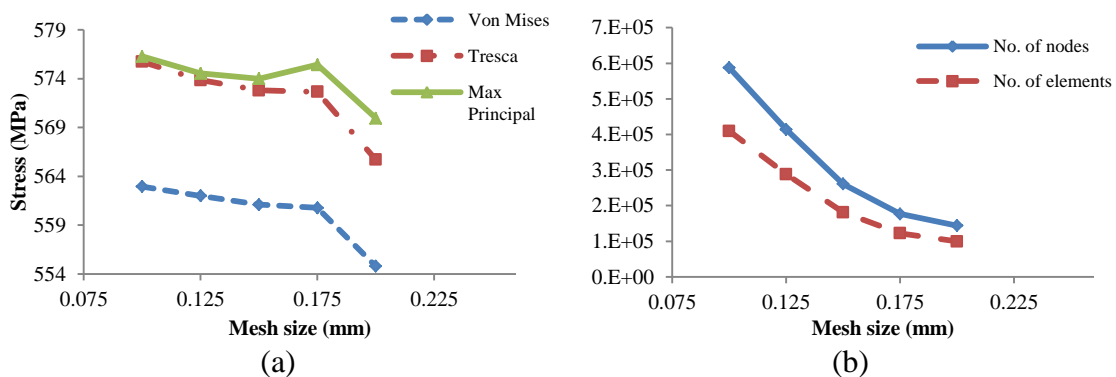 579
574
569
564
559
554
Stress (MPa)
0.075
0.125
0.175
0.225
Mesh size (mm)
Von Mises
Tresca
Max
Principal
(a)
7.E+05
6.E+05
5.E+05
4.E+05
3.E+05
2.E+05
1.E+05
0.E+00
0.075
0.125
0.175
0.225
Mesh size (mm)
No. of nodes
No. of elements
(b)